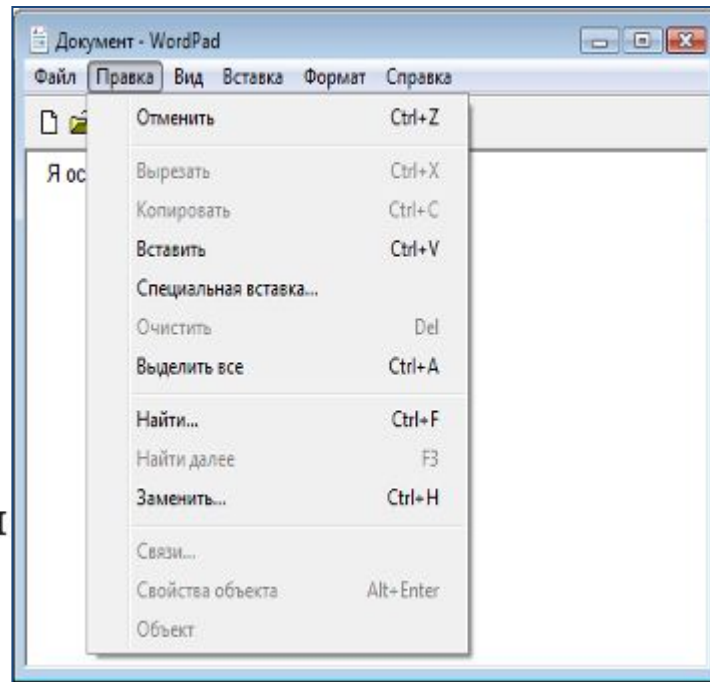 Документ - WordPad
Файл Правка Вид Вставка Формат Справка
Отменить Ctrl+Z
Я ос
Вырезать Ctrl+X
Копировать Ctrl+C
Вставить Ctrl+V
Специальная вставка...
Очистить Del
Выделить все Ctrl+A
Найти... Ctrl+F
Найти далее F3
Заменить... Ctrl+H
Связи...
Свойства объекта Alt+Enter
Объект